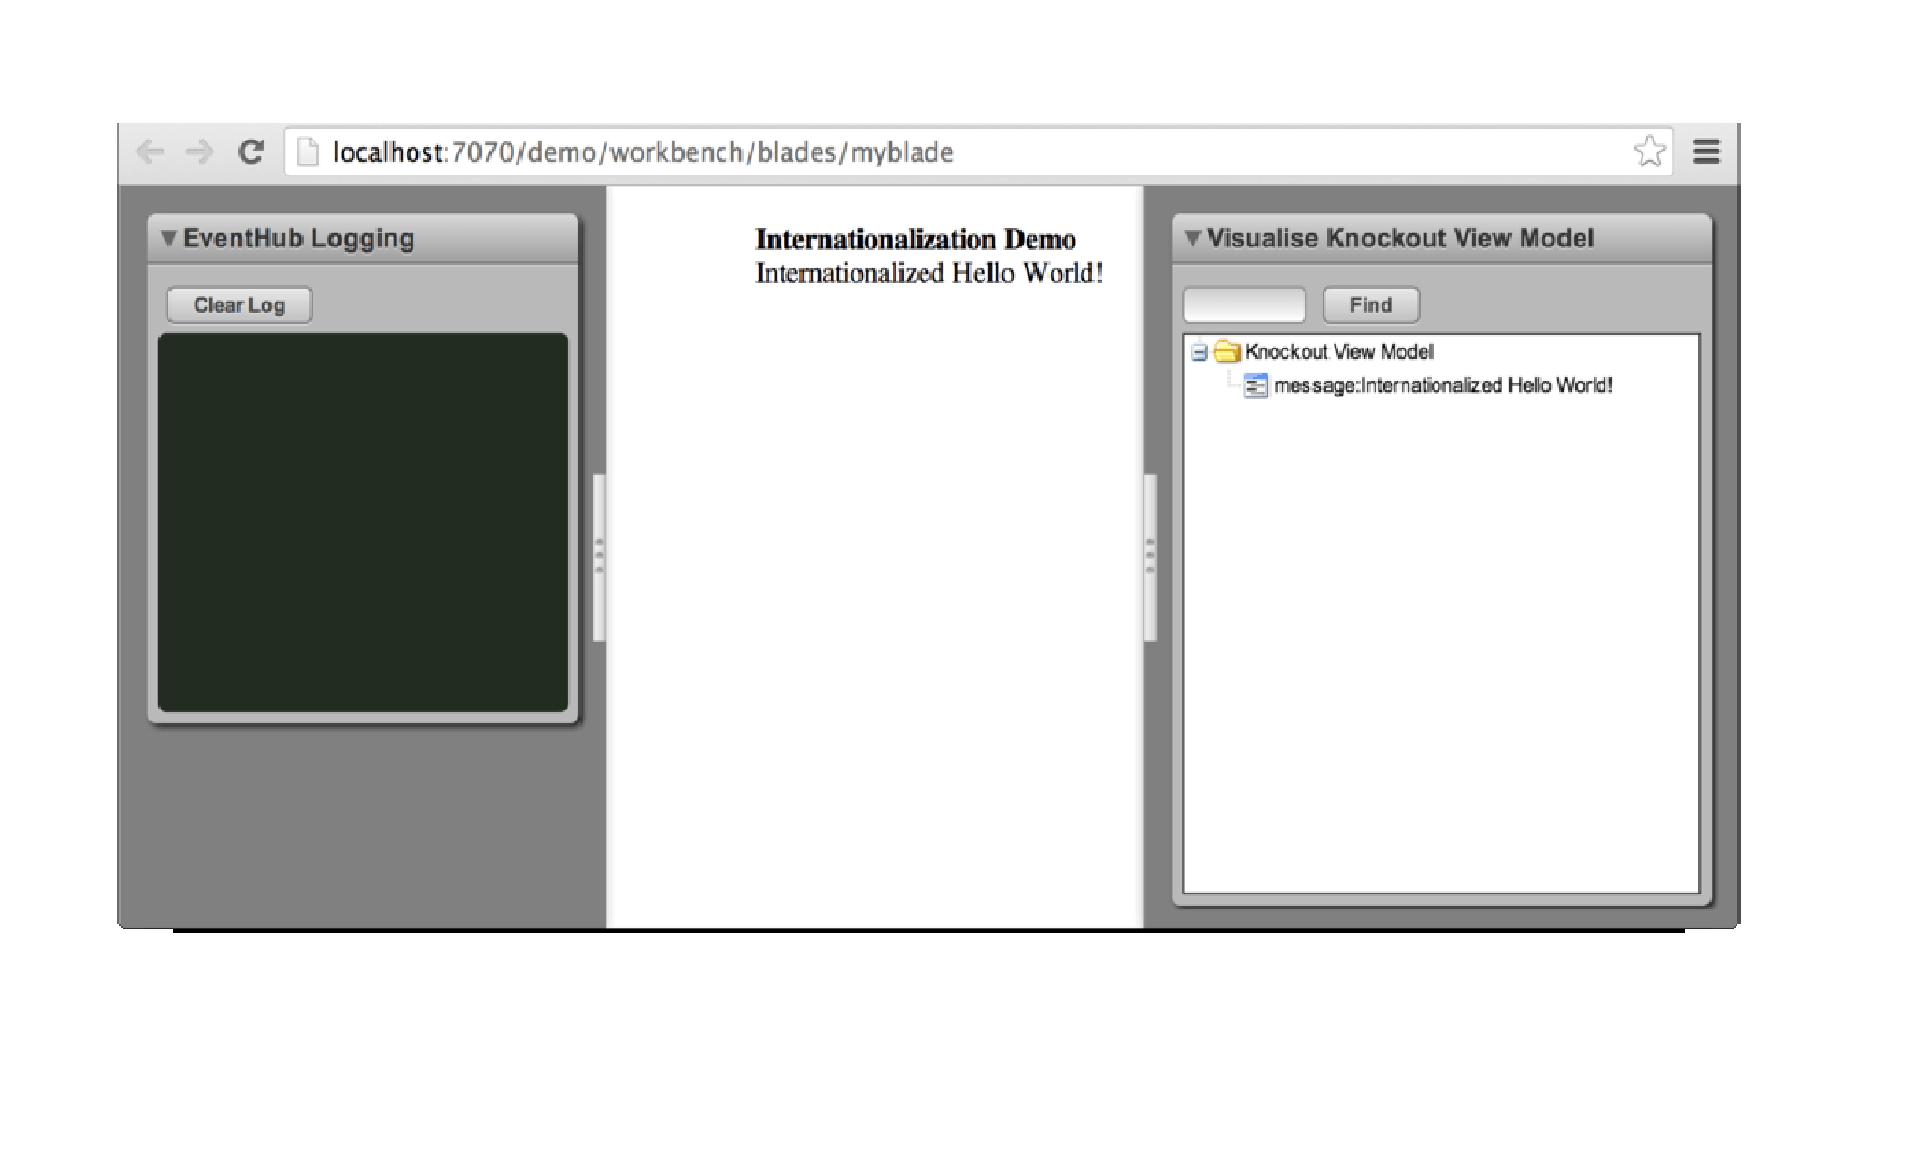 localhost:7070/demo/workbench/blades/myblade
EventHub Logging
Clear Log
Internationalization Demo
Internationalized Hello World!
Visualise Knockout View Model
Find
Knockout View Model
message:Internationalized Hello World!